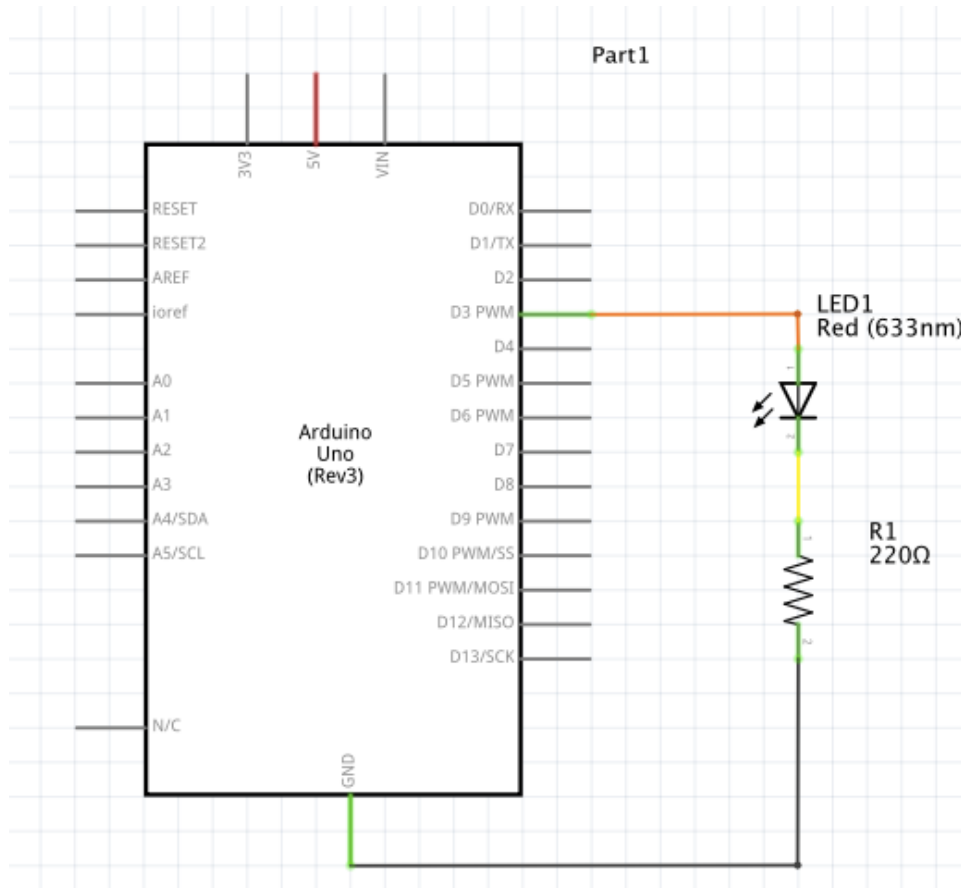 Part1
3V3
5V
VIN
RESET
D0/RX
RESET2
D1/TX
AREF
D2
ioref
D3 PWM
LED1
Red (633nm)
D4
1
A0
D5 PWM
A1
D6 PWM
2
Arduino
Uno
(Rev3)
A2
D7
A3
D8
A4/SDA
D9 PWM
R1
220Ω
1
A5/SCL
D10 PWM/SS
D11 PWM/MOSI
D12/MISO
2
D13/SCK
N/C
GND